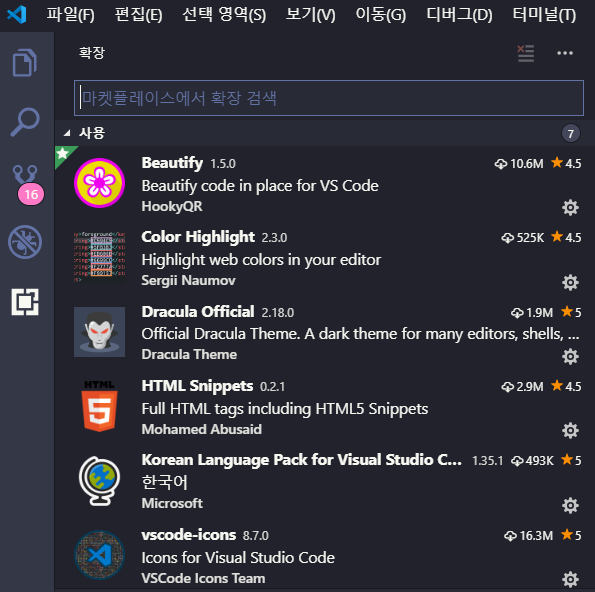 파일(F) 편집(E) 선택 영역(S) 보기(V) 이동(G) 디버그(D) 터미널(T)
확장
마켓플레이스에서 확장 검색
사용 7
Beautify 1.5.0 10.6M 4.5
Beautify code in place for VS Code
HookyQR
16
Color Highlight 2.3.0 525K 4.5
Highlight web colors in your editor
Sergii Naumov
Dracula Official 2.18.0 1.9M 5
Official Dracula Theme. A dark theme for many editors, shells, ...
Dracula Theme
HTML
5
HTML Snippets 0.2.1 2.9M 4.5
Full HTML tags including HTML5 Snippets
Mohamed Abusaid
Korean Language Pack for Visual Studio C... 1.35.1 493K 5
한국어
Microsoft
vscode-icons 8.7.0 16.3M 5
Icons for Visual Studio Code
VSCode Icons Team